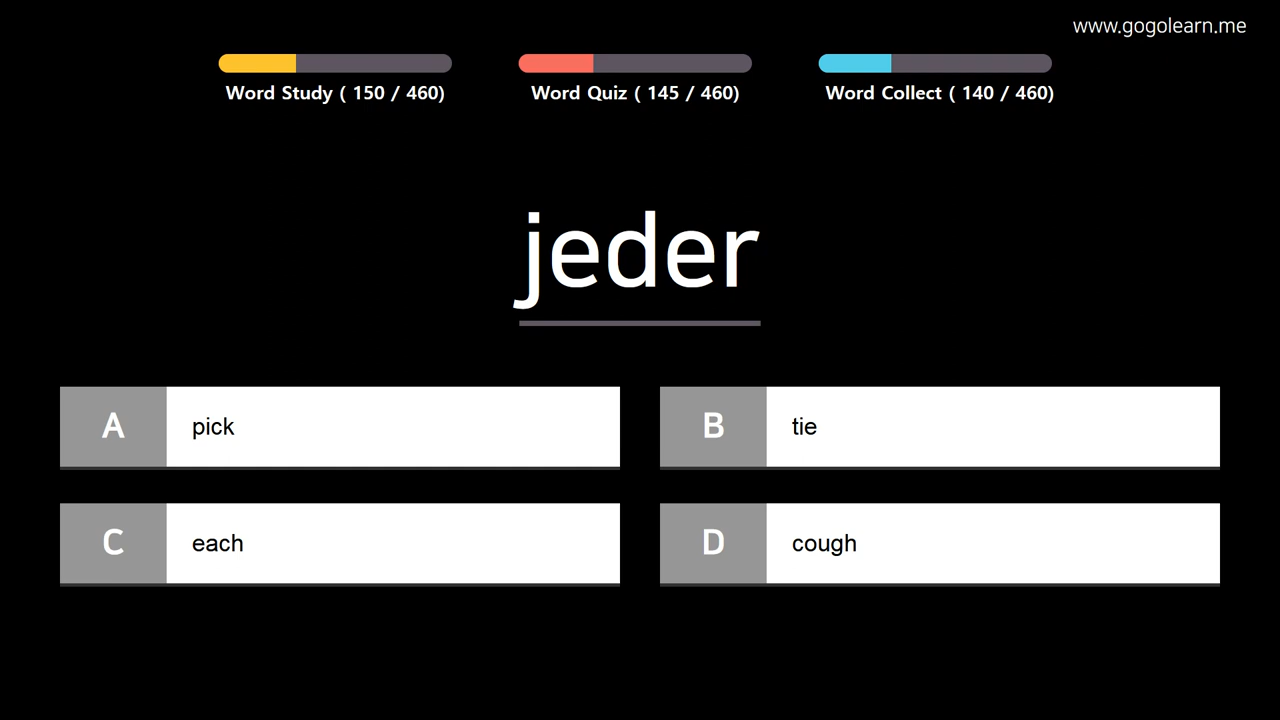 www.gogolearn.me
Word Study ( 150 / 460)
Word Quiz ( 145 / 460)
Word Collect ( 140 / 460)
jeder
A pick
B tie
C each
D cough